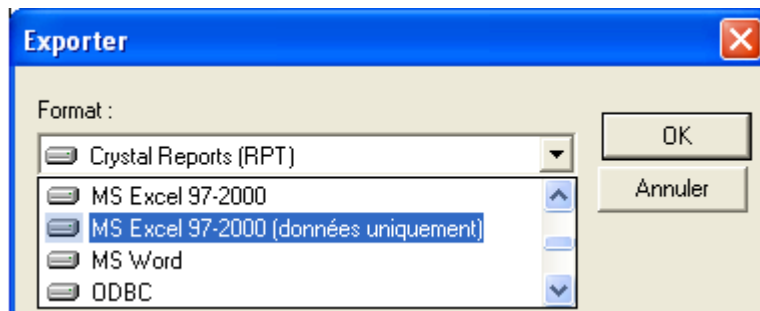 Exporter
Format :
Crystal Reports (RPT)
OK
MS Excel 97-2000
Annuler
MS Excel 97-2000 (données uniquement)
MS Word
ODBC